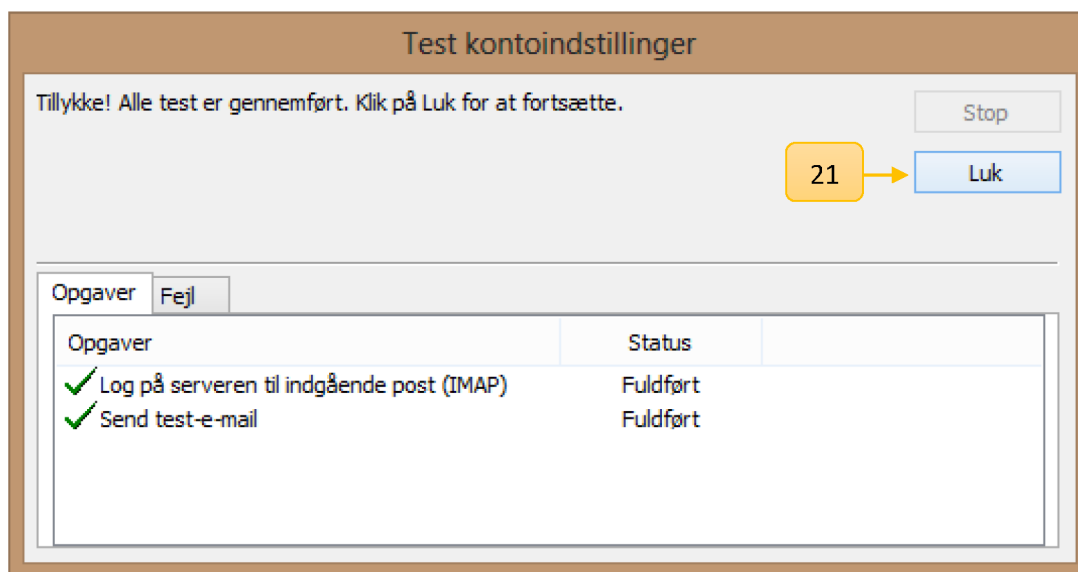 Test kontoindstillinger
Tillykke! Alle test er gennemført. Klik på Luk for at fortsætte.
Stop
21
Luk
Opgaver
Fejl
Opgaver Status
Log på serveren til indgående post (IMAP) Fuldført
Send test-e-mail Fuldført